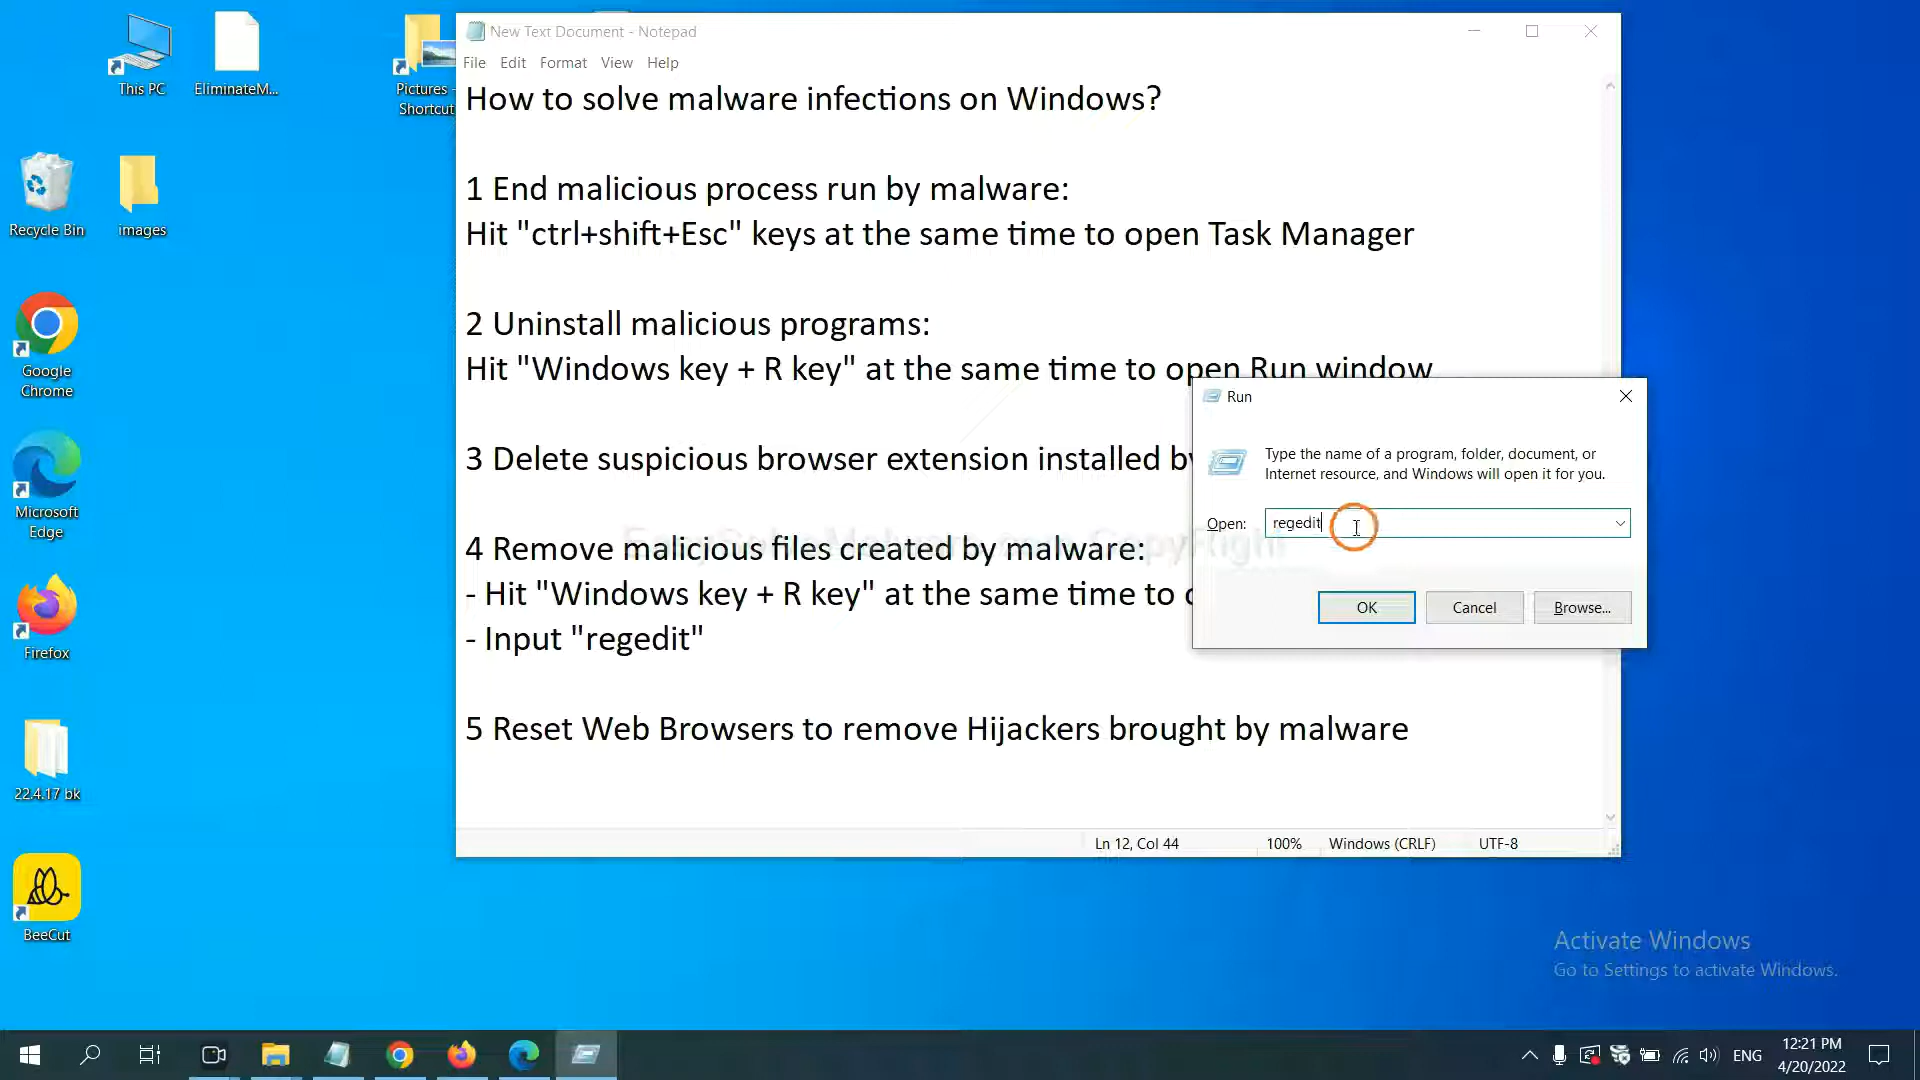 This PC
EliminateM...
Pictures -
Shortcut
Recycle Bin
images
Google
Chrome
Microsoft
Edge
Firefox
22.4.17 bk
BeeCut
New Text Document - Notepad
File Edit Format View Help
How to solve malware infections on Windows?
1 End malicious process run by malware:
Hit "ctrl+shift+Esc" keys at the same time to open Task Manager
2 Uninstall malicious programs:
Hit "Windows key + R key" at the same time to open Run window
3 Delete suspicious browser extension installed by
4 Remove malicious files created by malware:
- Hit "Windows key + R key" at the same time to
- Input "regedit"
5 Reset Web Browsers to remove Hijackers brought by malware
EasySolveMalware.com CopyRight
Ln 12, Col 44 100% Windows (CRLF) UTF-8
Run
Type the name of a program, folder, document, or
Internet resource, and Windows will open it for you.
Open: regedit
OK Cancel Browse...
Activate Windows
Go to Settings to activate Windows.
ENG
12:21 PM
4/20/2022